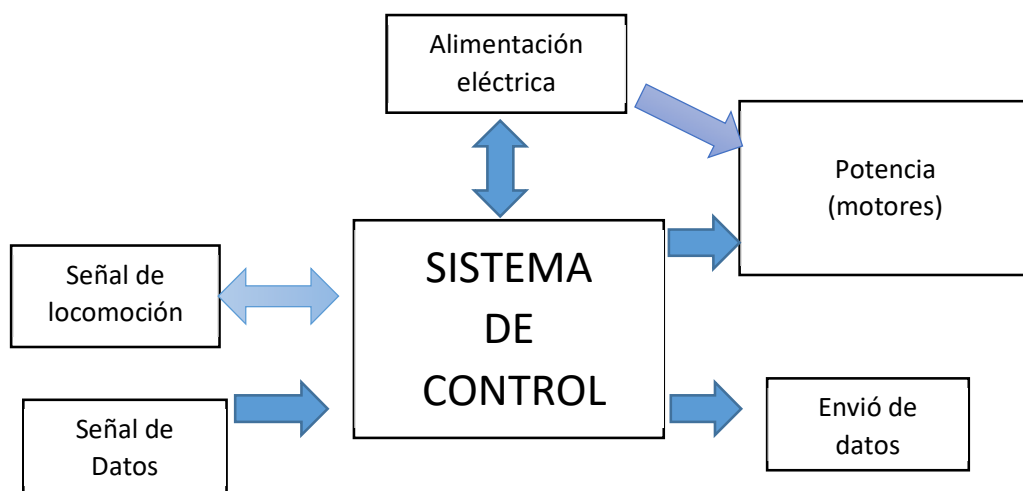 Alimentación
eléctrica
Potencia
(motores)
SISTEMA
DE
CONTROL
Señal de
locomoción
Señal de
Datos
Envió de
datos